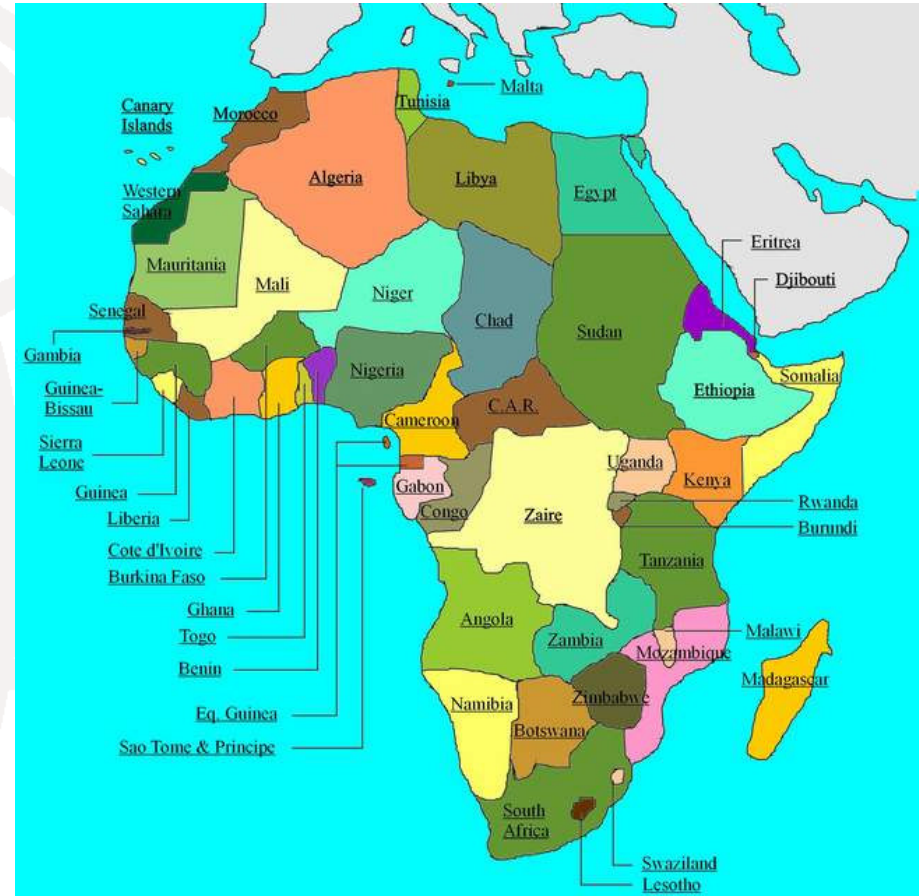 Malta
Tunisia
Morocco
Canary
Islands
Algeria
Libya
Egypt
Western
Sahara
Eritrea
Mauritania
Mali
Djibouti
Niger
Senegal
Chad
Sudan
Gambia
Nigeria
Somalia
Guinea-
Bissau
Ethiopia
C.A.R.
Cameroon
Sierra
Leone
Uganda
Kenya
Gabon
Guinea
Rwanda
Congo
Zaire
Liberia
Burundi
Cote d'Ivoire
Tanzania
Burkina Faso
Ghana
Angola
Togo
Zambia
Malawi
Mozambique
Benin
Madagascar
Zimbabwe
Namibia
Eq. Guinea
Botswana
Sao Tome & Principe
South
Africa
Swaziland
Lesotho